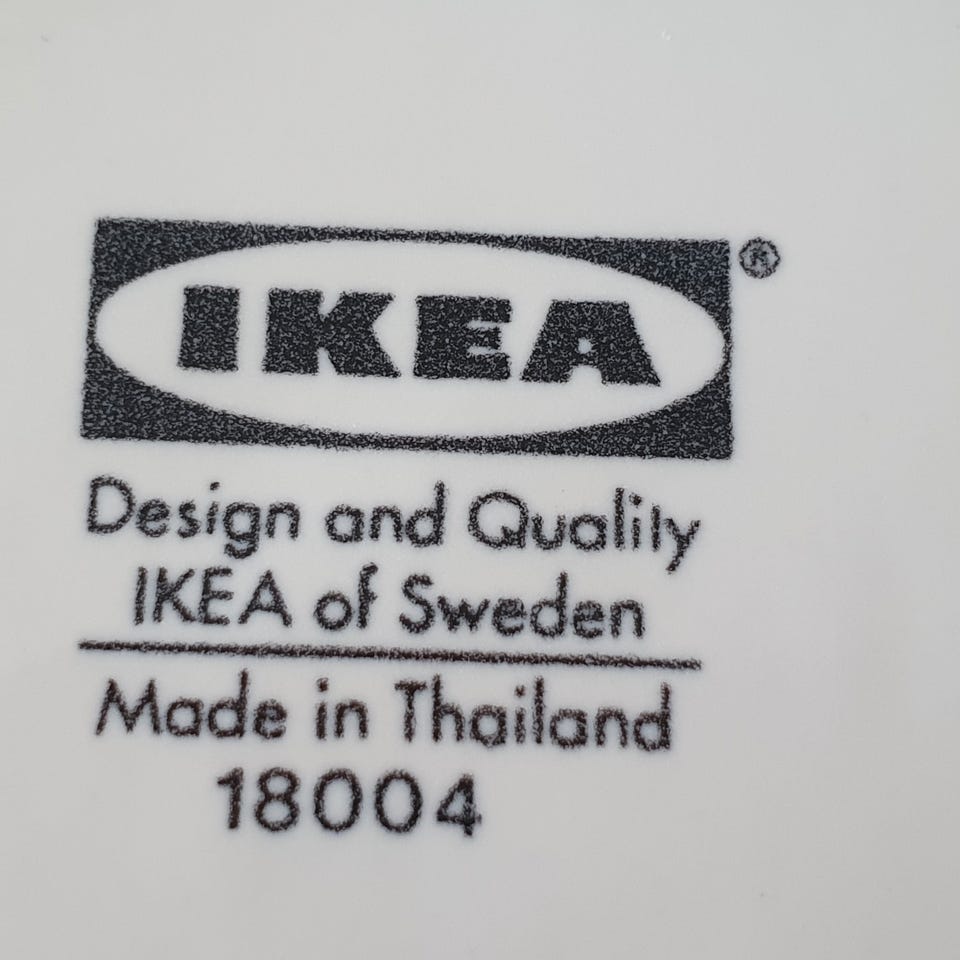 IKEA®
Design and Quality
IKEA of Sweden
Made in Thailand
18004